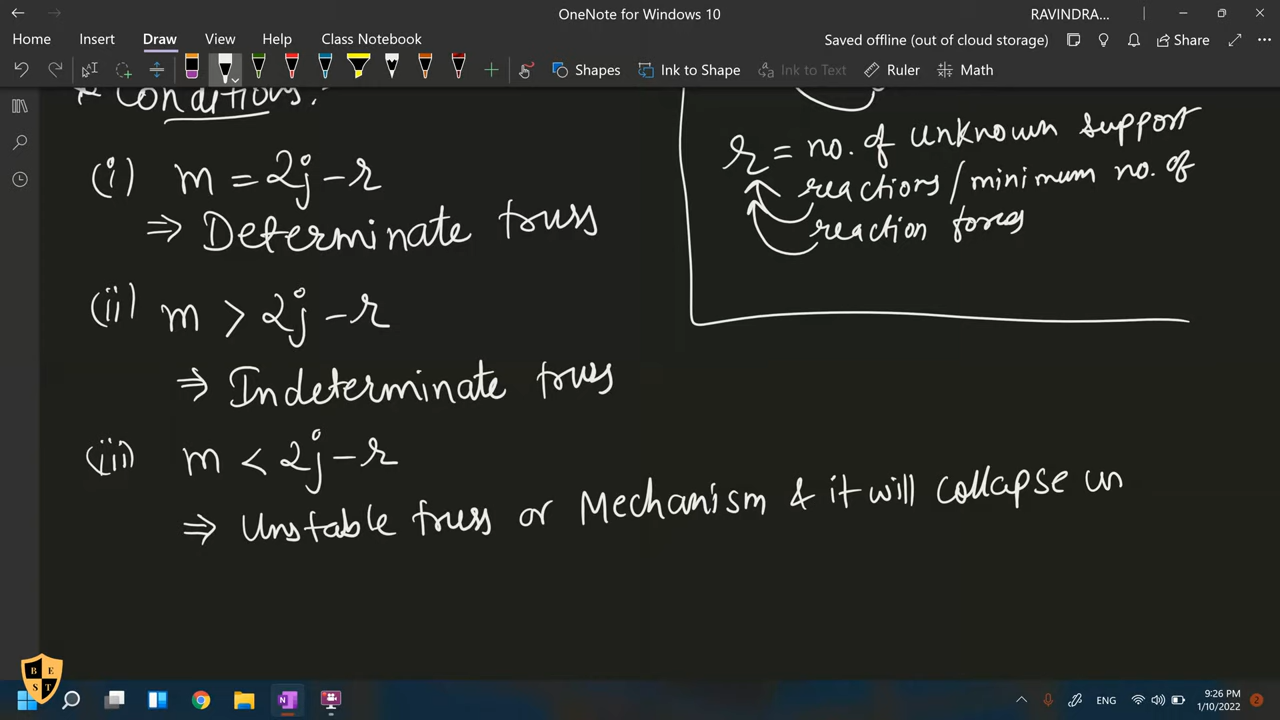 OneNote for Windows 10
RAVINDRA...
Home Insert Draw View Help Class Notebook
Saved offline (out of cloud storage)
Share
Shapes
Ink to Shape
Ink to Text
Ruler
Math
* Conditions:-
(i) m = 2j - r
⇒ Determinate truss
(ii) m > 2j - r
⇒ Indeterminate truss
(iii) m < 2j - r
⇒ Unstable truss or Mechanism & it will collapse un
r = no. of unknown support
reactions / minimum no. of
reaction forces
B E
S T
ENG
9:26 PM
1/10/2022
2